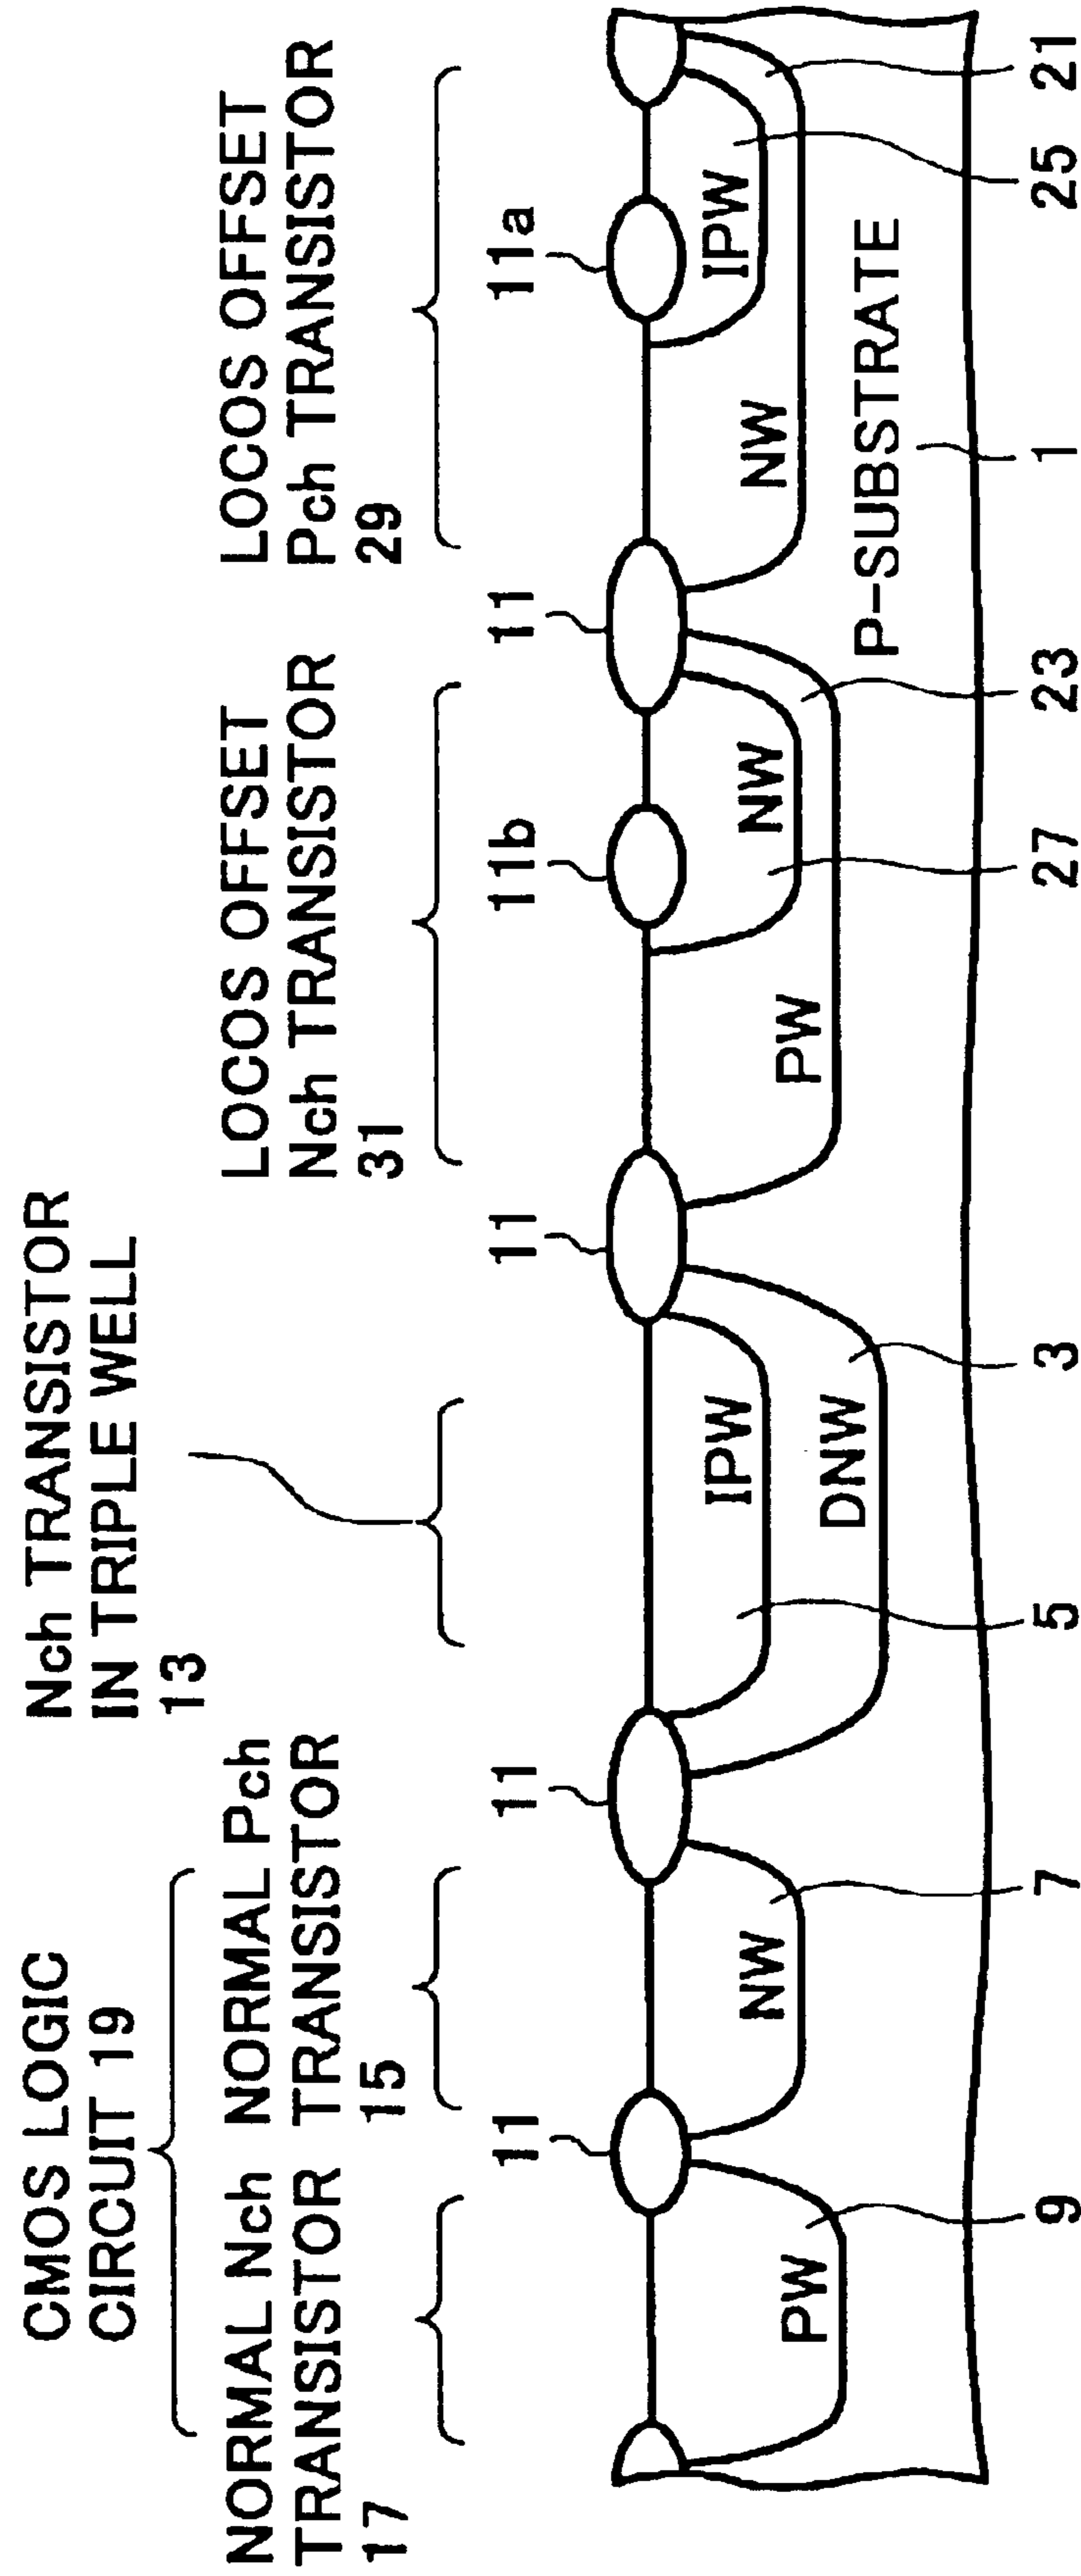 CMOS LOGIC
CIRCUIT 19
NORMAL Nch
TRANSISTOR
17
NORMAL Pch
TRANSISTOR
15
Nch TRANSISTOR
IN TRIPLE WELL
13
LOCOS OFFSET
Nch TRANSISTOR
31
LOCOS OFFSET
Pch TRANSISTOR
29
11
11
11
11b
11
11a
PW
NW
IPW
DNW
PW
NW
NW
IPW
P-SUBSTRATE
9
7
5
3
27
23
1
25
21